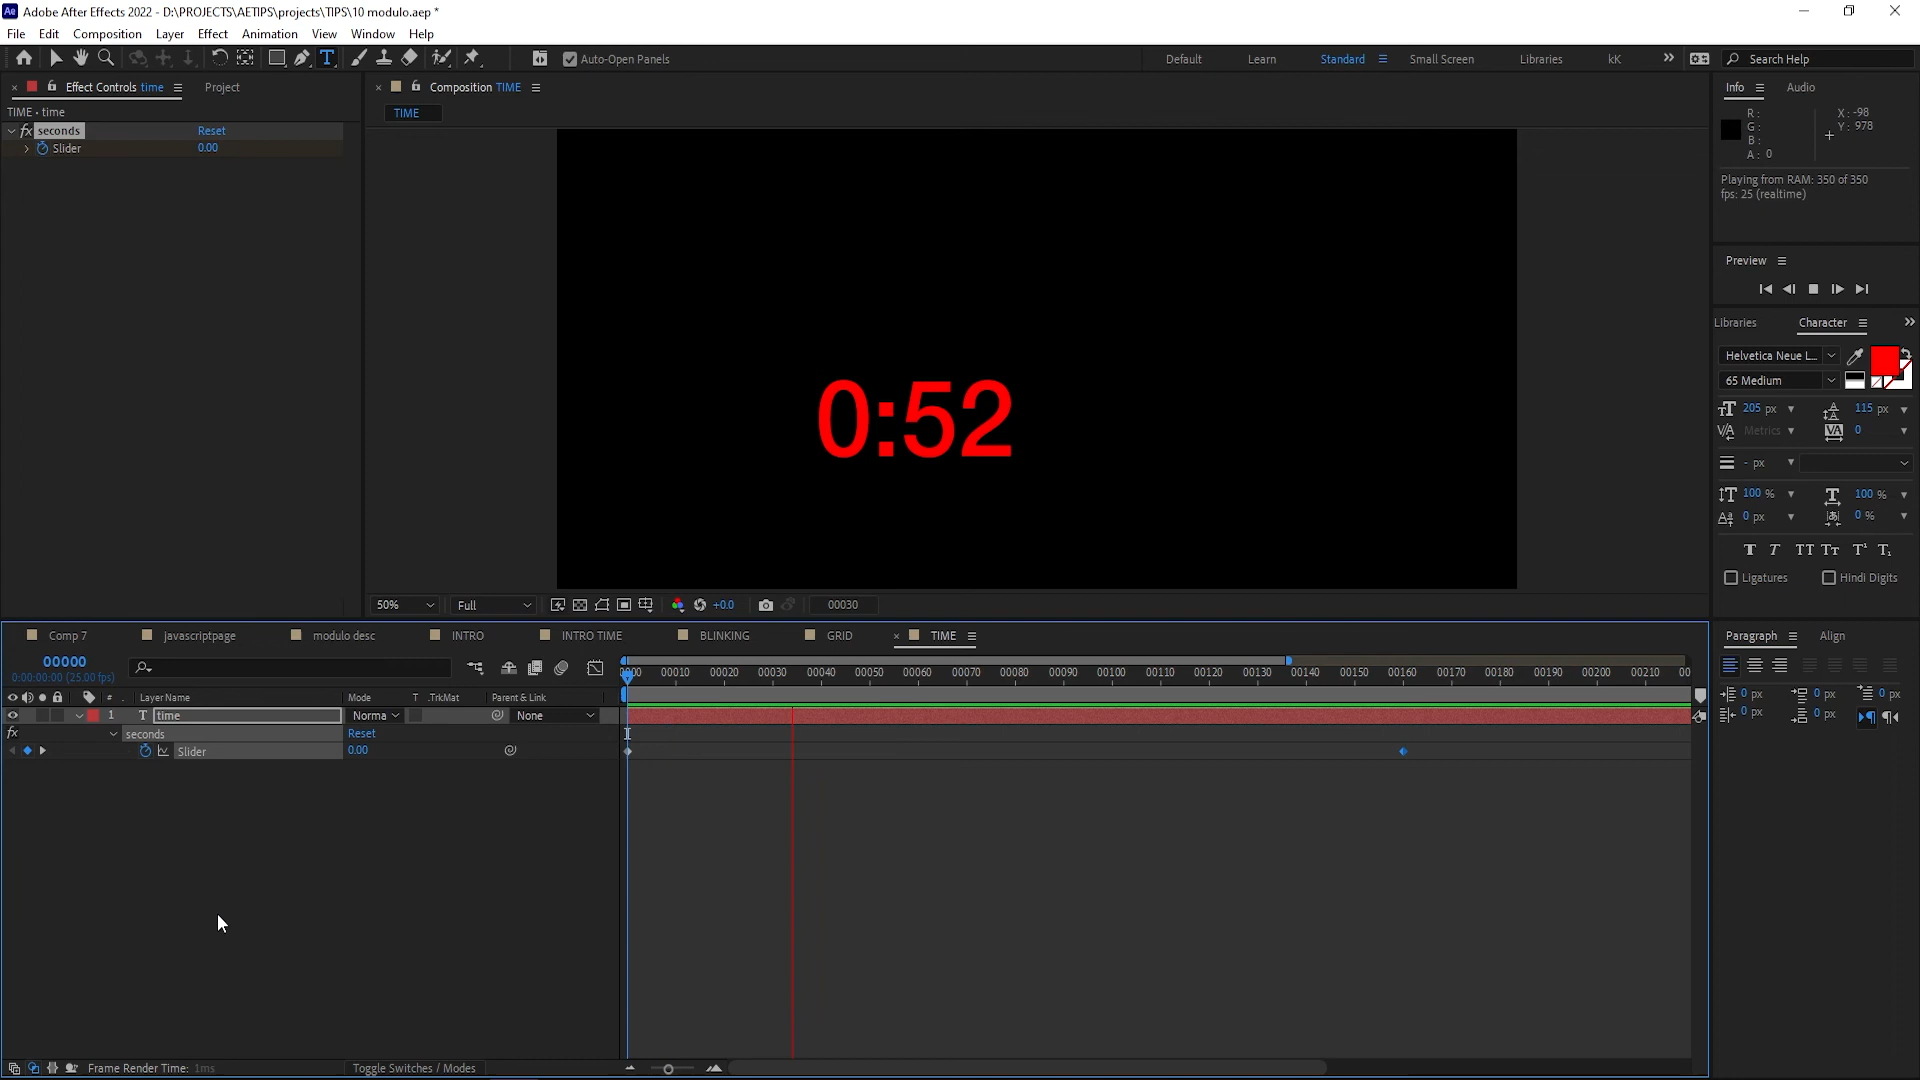 Adobe After Effects 2022 - D:\PROJECTS\AETIPS\projects\TIPS\10 modulo.aep *
File Edit Composition Layer Effect Animation View Window Help
Auto-Open Panels
Default Learn Standard Small Screen Libraries kK Search Help
Effect Controls time Project
TIME • time
fx seconds Reset
Slider 0.00
Composition TIME
TIME
0:52
50% Full +0.0 00030
Info Audio
R :
G :
B :
A : 0
X : -98
Y : 978
Playing from RAM: 350 of 350
fps: 25 (realtime)
Preview
Libraries Character
Helvetica Neue L...
65 Medium
205 px 115 px
Metrics 0
- px
100 % 100 %
0 px 0 %
Ligatures Hindi Digits
Comp 7 javascriptpage modulo desc INTRO INTRO TIME BLINKING GRID TIME
00000
0:00:00:00 (25.00 fps)
00010 00020 00030 00040 00050 00060 00070 00080 00090 00100 00110 00120 00130 00140 00150 00160 00170 00180 00190 00200 00210 00
# Layer Name Mode T .TrkMat Parent & Link
1 T time Norma None
fx seconds Reset
Slider 0.00
Frame Render Time: 1ms Toggle Switches / Modes
Paragraph Align
0 px 0 px 0 px
0 px 0 px